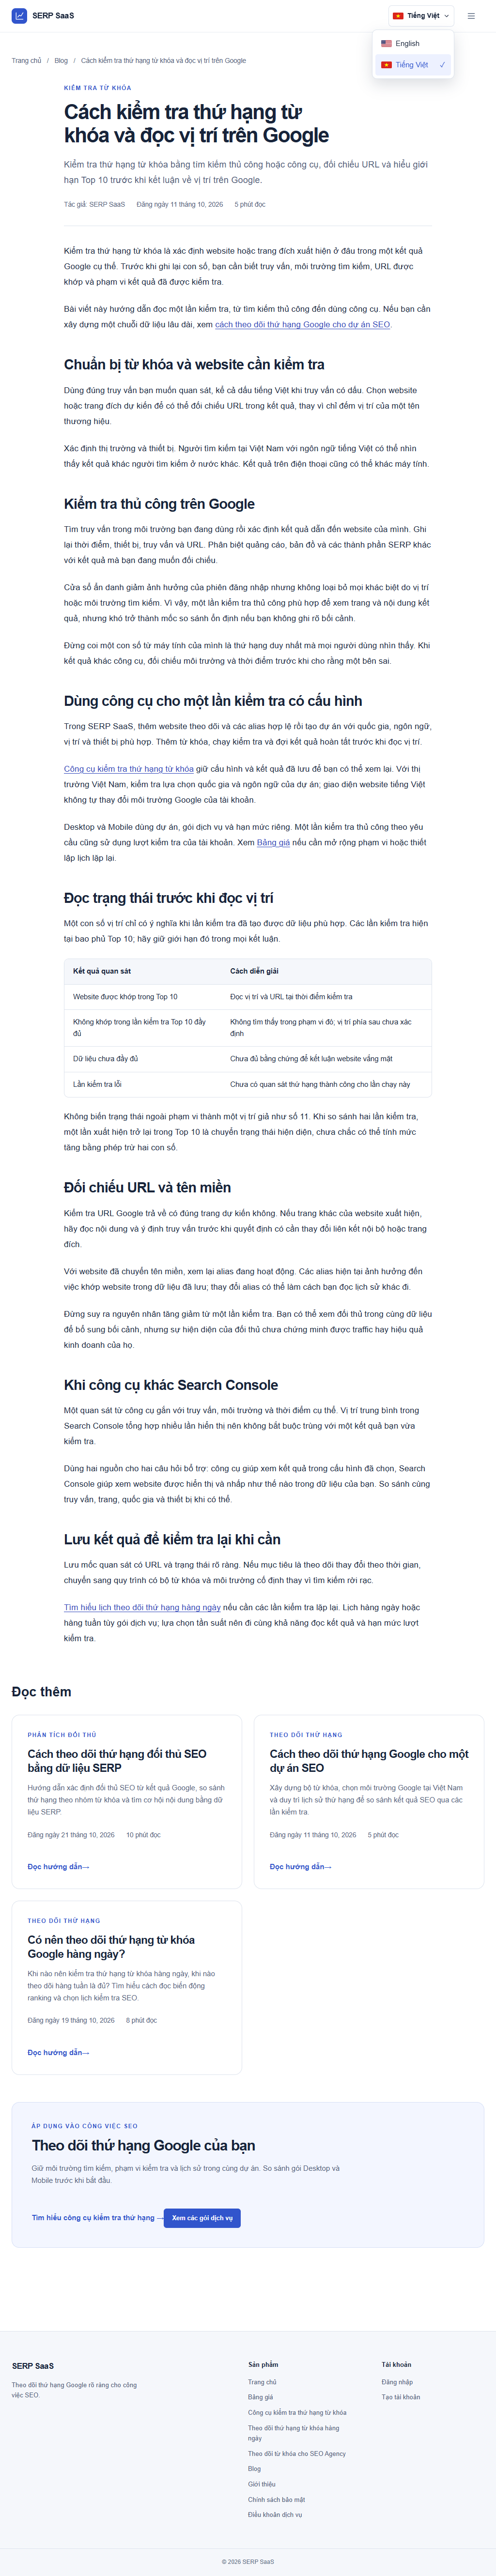 SERP SaaS
Tiếng Việt
English
Tiếng Việt ✓
Trang chủ / Blog / Cách kiểm tra thứ hạng từ khóa và đọc vị trí trên Google
KIỂM TRA TỪ KHÓA
Cách kiểm tra thứ hạng từ
khóa và đọc vị trí trên Google
Kiểm tra thứ hạng từ khóa bằng tìm kiếm thủ công hoặc công cụ, đối chiếu URL và hiểu giới
hạn Top 10 trước khi kết luận về vị trí trên Google.
Tác giả: SERP SaaS Đăng ngày 11 tháng 10, 2026 5 phút đọc
Kiểm tra thứ hạng từ khóa là xác định website hoặc trang đích xuất hiện ở đâu trong một kết quả
Google cụ thể. Trước khi ghi lại con số, bạn cần biết truy vấn, môi trường tìm kiếm, URL được
khớp và phạm vi kết quả đã được kiểm tra.
Bài viết này hướng dẫn đọc một lần kiểm tra, từ tìm kiếm thủ công đến dùng công cụ. Nếu bạn cần
xây dựng một chuỗi dữ liệu lâu dài, xem cách theo dõi thứ hạng Google cho dự án SEO.
Chuẩn bị từ khóa và website cần kiểm tra
Dùng đúng truy vấn bạn muốn quan sát, kể cả dấu tiếng Việt khi truy vấn có dấu. Chọn website
hoặc trang đích dự kiến để có thể đối chiếu URL trong kết quả, thay vì chỉ đếm vị trí của một tên
thương hiệu.
Xác định thị trường và thiết bị. Người tìm kiếm tại Việt Nam với ngôn ngữ tiếng Việt có thể nhìn
thấy kết quả khác người tìm kiếm ở nước khác. Kết quả trên điện thoại cũng có thể khác máy tính.
Kiểm tra thủ công trên Google
Tìm truy vấn trong môi trường bạn đang dùng rồi xác định kết quả dẫn đến website của mình. Ghi
lại thời điểm, thiết bị, truy vấn và URL. Phân biệt quảng cáo, bản đồ và các thành phần SERP khác
với kết quả mà bạn đang muốn đối chiếu.
Cửa sổ ẩn danh giảm ảnh hưởng của phiên đăng nhập nhưng không loại bỏ mọi khác biệt do vị trí
hoặc môi trường tìm kiếm. Vì vậy, một lần kiểm tra thủ công phù hợp để xem trang và nội dung kết
quả, nhưng khó trở thành mốc so sánh ổn định nếu bạn không ghi rõ bối cảnh.
Đừng coi một con số từ máy tính của mình là thứ hạng duy nhất mà mọi người dùng nhìn thấy. Khi
kết quả khác công cụ, đối chiếu môi trường và thời điểm trước khi cho rằng một bên sai.
Dùng công cụ cho một lần kiểm tra có cấu hình
Trong SERP SaaS, thêm website theo dõi và các alias hợp lệ rồi tạo dự án với quốc gia, ngôn ngữ,
vị trí và thiết bị phù hợp. Thêm từ khóa, chạy kiểm tra và đợi kết quả hoàn tất trước khi đọc vị trí.
Công cụ kiểm tra thứ hạng từ khóa giữ cấu hình và kết quả đã lưu để bạn có thể xem lại. Với thị
trường Việt Nam, kiểm tra lựa chọn quốc gia và ngôn ngữ của dự án; giao diện website tiếng Việt
không tự thay đổi môi trường Google của tài khoản.
Desktop và Mobile dùng dự án, gói dịch vụ và hạn mức riêng. Một lần kiểm tra thủ công theo yêu
cầu cũng sử dụng lượt kiểm tra của tài khoản. Xem Bảng giá nếu cần mở rộng phạm vi hoặc thiết
lập lịch lặp lại.
Đọc trạng thái trước khi đọc vị trí
Một con số vị trí chỉ có ý nghĩa khi lần kiểm tra đã tạo được dữ liệu phù hợp. Các lần kiểm tra hiện
tại bao phủ Top 10; hãy giữ giới hạn đó trong mọi kết luận.
Kết quả quan sát Cách diễn giải
Website được khớp trong Top 10 Đọc vị trí và URL tại thời điểm kiểm tra
Không khớp trong lần kiểm tra Top 10 đầy Không tìm thấy trong phạm vi đó; vị trí phía sau chưa xác
đủ định
Dữ liệu chưa đầy đủ Chưa đủ bằng chứng để kết luận website vắng mặt
Lần kiểm tra lỗi Chưa có quan sát thứ hạng thành công cho lần chạy này
Không biến trạng thái ngoài phạm vi thành một vị trí giả như số 11. Khi so sánh hai lần kiểm tra,
một lần xuất hiện trở lại trong Top 10 là chuyển trạng thái hiện diện, chưa chắc có thể tính mức
tăng bằng phép trừ hai con số.
Đối chiếu URL và tên miền
Kiểm tra URL Google trả về có đúng trang dự kiến không. Nếu trang khác của website xuất hiện,
hãy đọc nội dung và ý định truy vấn trước khi quyết định có cần thay đổi liên kết nội bộ hoặc trang
đích.
Với website đã chuyển tên miền, xem lại alias đang hoạt động. Các alias hiện tại ảnh hưởng đến
việc khớp website trong dữ liệu đã lưu; thay đổi alias có thể làm cách bạn đọc lịch sử khác đi.
Đừng suy ra nguyên nhân tăng giảm từ một lần kiểm tra. Bạn có thể xem đối thủ trong cùng dữ liệu
để bổ sung bối cảnh, nhưng sự hiện diện của đối thủ chưa chứng minh được traffic hay hiệu quả
kinh doanh của họ.
Khi công cụ khác Search Console
Một quan sát từ công cụ gắn với truy vấn, môi trường và thời điểm cụ thể. Vị trí trung bình trong
Search Console tổng hợp nhiều lần hiển thị nên không bắt buộc trùng với một kết quả bạn vừa
kiểm tra.
Dùng hai nguồn cho hai câu hỏi bổ trợ: công cụ giúp xem kết quả trong cấu hình đã chọn, Search
Console giúp xem website được hiển thị và nhấp như thế nào trong dữ liệu của bạn. So sánh cùng
truy vấn, trang, quốc gia và thiết bị khi có thể.
Lưu kết quả để kiểm tra lại khi cần
Lưu mốc quan sát có URL và trạng thái rõ ràng. Nếu mục tiêu là theo dõi thay đổi theo thời gian,
chuyển sang quy trình có bộ từ khóa và môi trường cố định thay vì tìm kiếm rời rạc.
Tìm hiểu lịch theo dõi thứ hạng hàng ngày nếu cần các lần kiểm tra lặp lại. Lịch hàng ngày hoặc
hàng tuần tùy gói dịch vụ; lựa chọn tần suất nên đi cùng khả năng đọc kết quả và hạn mức lượt
kiểm tra.
Đọc thêm
PHÂN TÍCH ĐỐI THỦ
Cách theo dõi thứ hạng đối thủ SEO
bằng dữ liệu SERP
Hướng dẫn xác định đối thủ SEO từ kết quả Google, so sánh
thứ hạng theo nhóm từ khóa và tìm cơ hội nội dung bằng dữ
liệu SERP.
Đăng ngày 21 tháng 10, 2026 10 phút đọc
Đọc hướng dẫn→
THEO DÕI THỨ HẠNG
Cách theo dõi thứ hạng Google cho một
dự án SEO
Xây dựng bộ từ khóa, chọn môi trường Google tại Việt Nam
và duy trì lịch sử thứ hạng để so sánh kết quả SEO qua các
lần kiểm tra.
Đăng ngày 11 tháng 10, 2026 5 phút đọc
Đọc hướng dẫn→
THEO DÕI THỨ HẠNG
Có nên theo dõi thứ hạng từ khóa
Google hàng ngày?
Khi nào nên kiểm tra thứ hạng từ khóa hàng ngày, khi nào
theo dõi hàng tuần là đủ? Tìm hiểu cách đọc biến động
ranking và chọn lịch kiểm tra SEO.
Đăng ngày 19 tháng 10, 2026 8 phút đọc
Đọc hướng dẫn→
ÁP DỤNG VÀO CÔNG VIỆC SEO
Theo dõi thứ hạng Google của bạn
Giữ môi trường tìm kiếm, phạm vi kiểm tra và lịch sử trong cùng dự án. So sánh gói Desktop và
Mobile trước khi bắt đầu.
Tìm hiểu công cụ kiểm tra thứ hạng → Xem các gói dịch vụ
SERP SaaS
Theo dõi thứ hạng Google rõ ràng cho công
việc SEO.
Sản phẩm
Trang chủ
Bảng giá
Công cụ kiểm tra thứ hạng từ khóa
Theo dõi thứ hạng từ khóa hàng
ngày
Theo dõi từ khóa cho SEO Agency
Blog
Giới thiệu
Chính sách bảo mật
Điều khoản dịch vụ
Tài khoản
Đăng nhập
Tạo tài khoản
© 2026 SERP SaaS